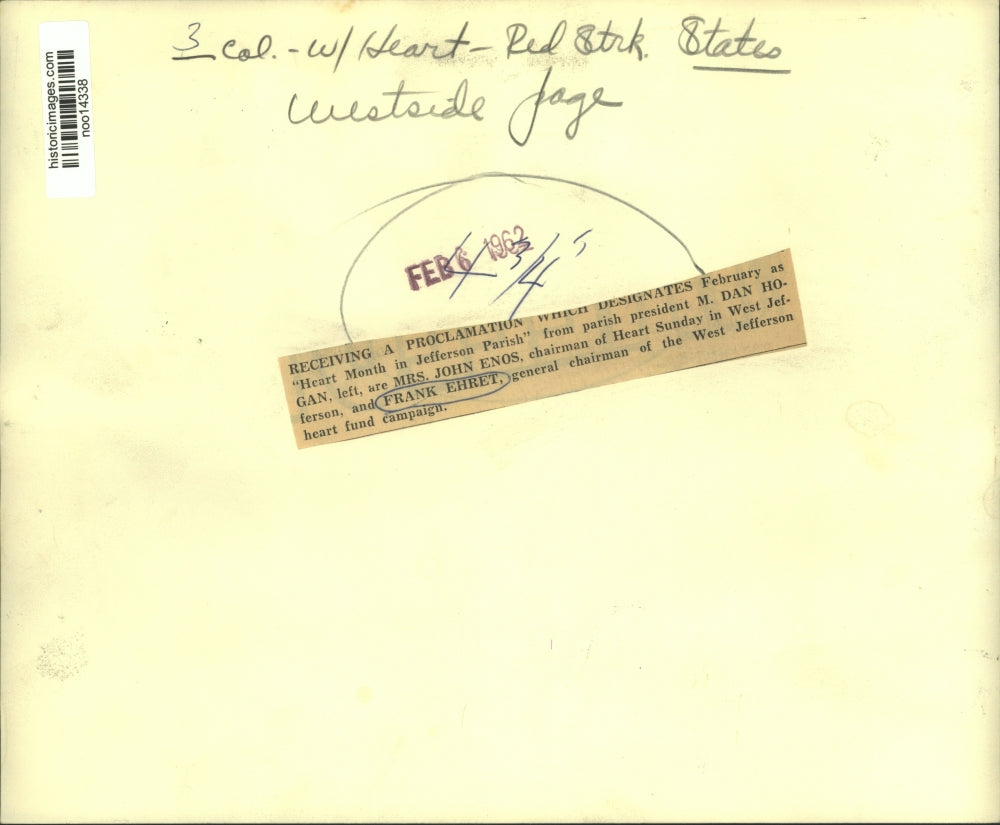 3 col. - w/ Heart - Red Strk. States
Westside page
historicimages.com
noo14338
FEB 6 1962
RECEIVING A PROCLAMATION WHICH DESIGNATES February as
“Heart Month in Jefferson Parish” from parish president M. DAN HO-
GAN, left, are MRS. JOHN ENOS, chairman of Heart Sunday in West Jef-
ferson, and FRANK EHRET, general chairman of the West Jefferson
heart fund campaign.